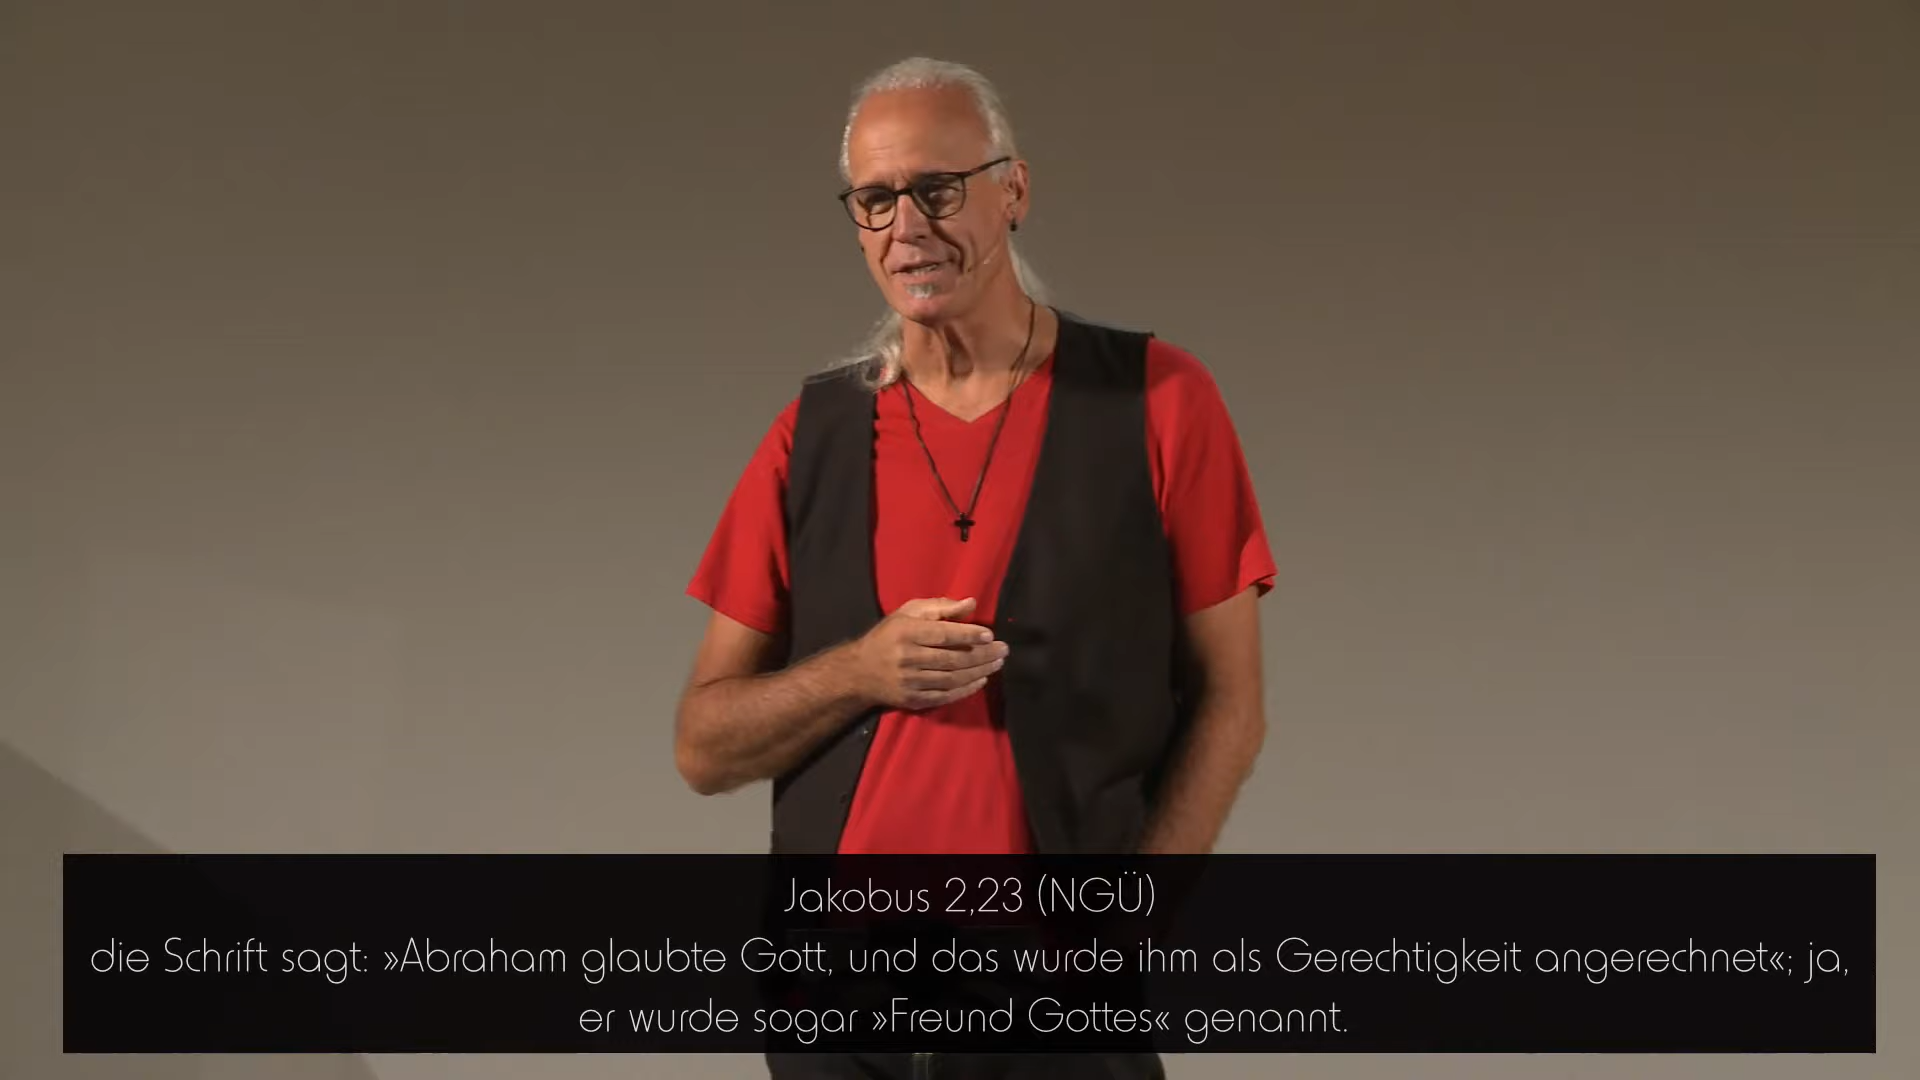 Jakobus 2,23 (NGÜ)
die Schrift sagt: »Abraham glaubte Gott, und das wurde ihm als Gerechtigkeit angerechnet«; ja,
er wurde sogar »Freund Gottes« genannt.